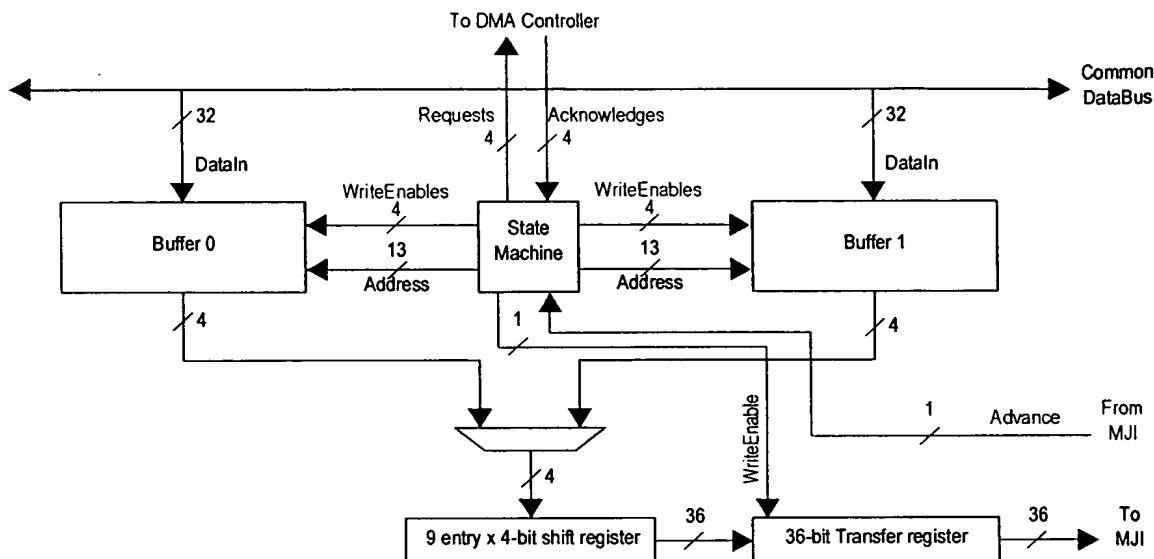 To DMA Controller
Common
DataBus
32
Requests
4
Acknowledges
4
32
DataIn
DataIn
WriteEnables
4
WriteEnables
4
Buffer 0
State
Machine
Buffer 1
13
Address
13
Address
4
1
4
WriteEnable
1
Advance
From
MJI
4
9 entry x 4-bit shift register
36
36-bit Transfer register
36
To
MJI